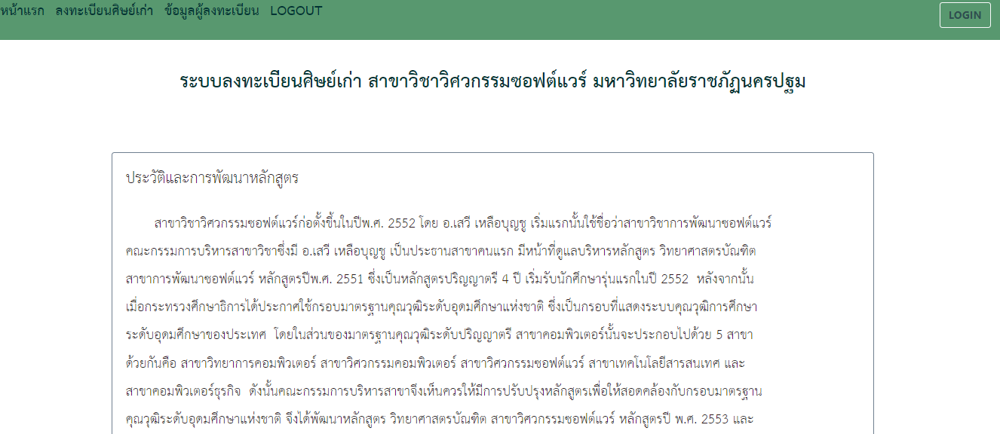 หน้าแรก ลงทะเบียนศิษย์เก่า ข้อมูลผู้ลงทะเบียน LOGOUT LOGIN
ระบบลงทะเบียนศิษย์เก่า สาขาวิชาวิศวกรรมซอฟต์แวร์ มหาวิทยาลัยราชภัฏนครปฐม
ประวัติและการพัฒนาหลักสูตร
สาขาวิชาวิศวกรรมซอฟต์แวร์ก่อตั้งขึ้นในปีพ.ศ. 2552 โดย อ.เสวี เหลือบุญชู เริ่มแรกนั้นใช้ชื่อว่าสาขาวิชาการพัฒนาซอฟต์แวร์
คณะกรรมการบริหารสาขาวิชาซึ่งมี อ.เสวี เหลือบุญชู เป็นประธานสาขาคนแรก มีหน้าที่ดูแลบริหารหลักสูตร วิทยาศาสตรบัณฑิต
สาขาการพัฒนาซอฟต์แวร์ หลักสูตรปีพ.ศ. 2551 ซึ่งเป็นหลักสูตรปริญญาตรี 4 ปี เริ่มรับนักศึกษารุ่นแรกในปี 2552 หลังจากนั้น
เมื่อกระทรวงศึกษาธิการได้ประกาศใช้กรอบมาตรฐานคุณวุฒิระดับอุดมศึกษาแห่งชาติ ซึ่งเป็นกรอบที่แสดงระบบคุณวุฒิการศึกษา
ระดับอุดมศึกษาของประเทศ โดยในส่วนของมาตรฐานคุณวุฒิระดับปริญญาตรี สาขาคอมพิวเตอร์นั้นจะประกอบไปด้วย 5 สาขา
ด้วยกันคือ สาขาวิทยาการคอมพิวเตอร์ สาขาวิศวกรรมคอมพิวเตอร์ สาขาวิศวกรรมซอฟต์แวร์ สาขาเทคโนโลยีสารสนเทศ และ
สาขาคอมพิวเตอร์ธุรกิจ ดังนั้นคณะกรรมการบริหารสาขาจึงเห็นควรให้มีการปรับปรุงหลักสูตรเพื่อให้สอดคล้องกับกรอบมาตรฐาน
คุณวุฒิระดับอุดมศึกษาแห่งชาติ จึงได้พัฒนาหลักสูตร วิทยาศาสตรบัณฑิต สาขาวิศวกรรมซอฟต์แวร์ หลักสูตรปี พ.ศ. 2553 และ